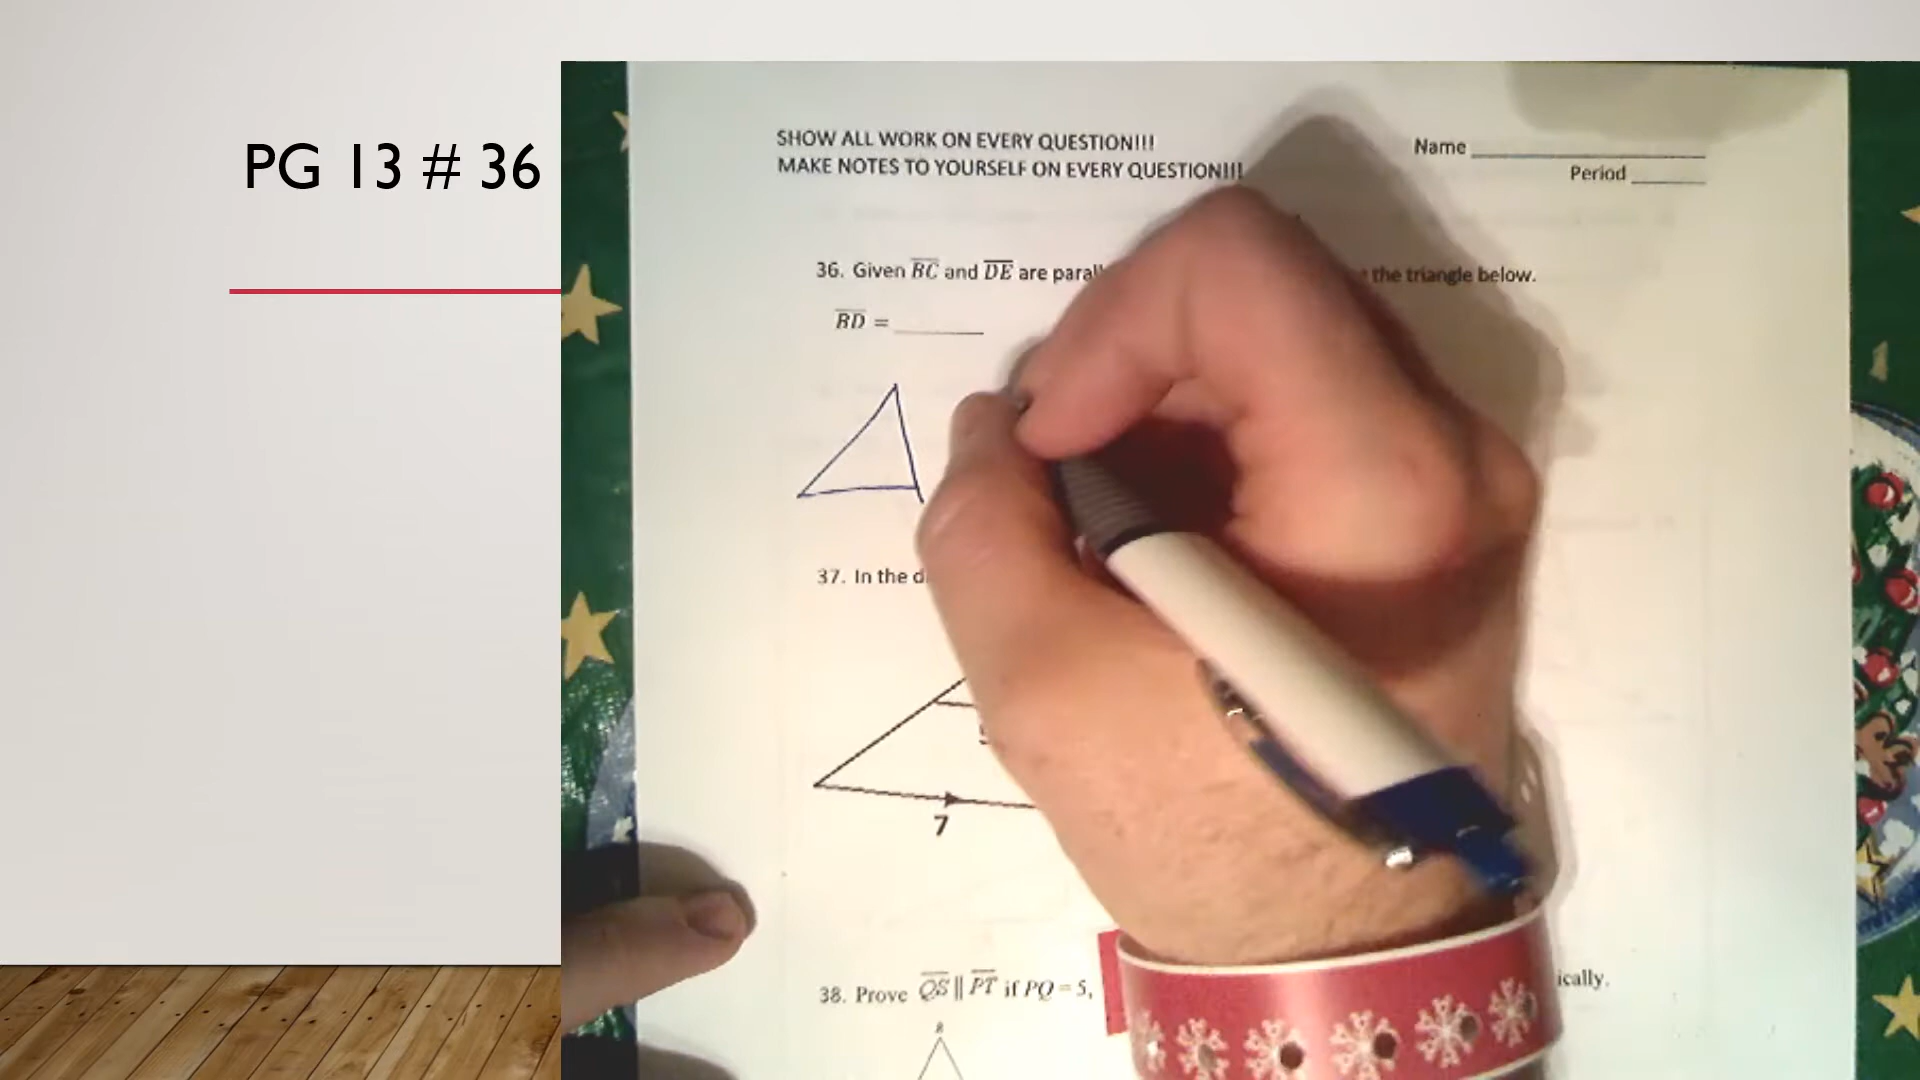 PG 13 # 36
SHOW ALL WORK ON EVERY QUESTION!!!
MAKE NOTES TO YOURSELF ON EVERY QUESTION!!!
Name
Period
36. Given BC and DE are the triangle below.
BD =
37. In the
7
38. Prove QS || PT if PQ = 5,